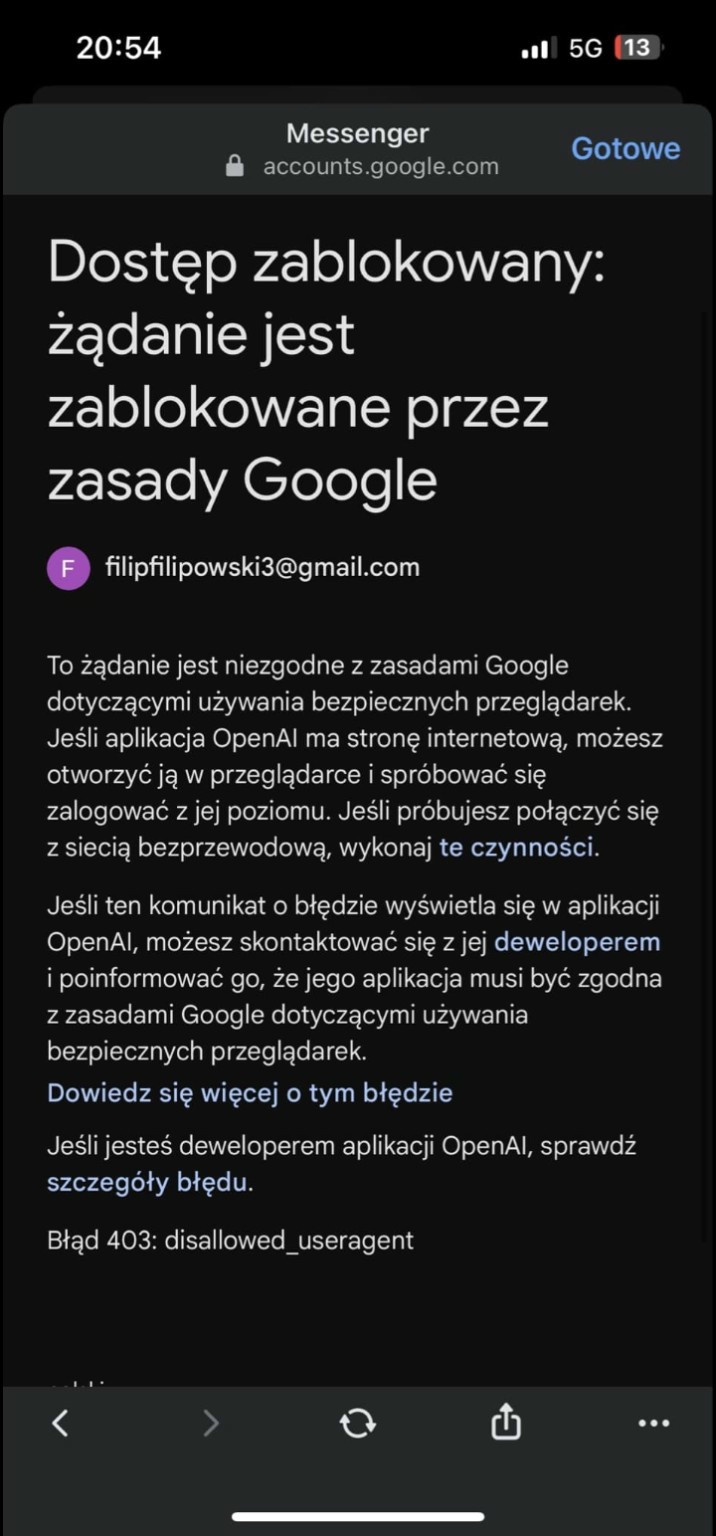 20:54
5G
13
Messenger
accounts.google.com
Gotowe
Dostęp zablokowany:
żądanie jest
zablokowane przez
zasady Google
F
filipfilipowski3@gmail.com
To żądanie jest niezgodne z zasadami Google
dotyczącymi używania bezpiecznych przeglądarek.
Jeśli aplikacja OpenAI ma stronę internetową, możesz
otworzyć ją w przeglądarce i spróbować się
zalogować z jej poziomu. Jeśli próbujesz połączyć się
z siecią bezprzewodową, wykonaj te czynności.
Jeśli ten komunikat o błędzie wyświetla się w aplikacji
OpenAI, możesz skontaktować się z jej deweloperem
i poinformować go, że jego aplikacja musi być zgodna
z zasadami Google dotyczącymi używania
bezpiecznych przeglądarek.
Dowiedz się więcej o tym błędzie
Jeśli jesteś deweloperem aplikacji OpenAI, sprawdź
szczegóły błędu.
Błąd 403: disallowed_useragent